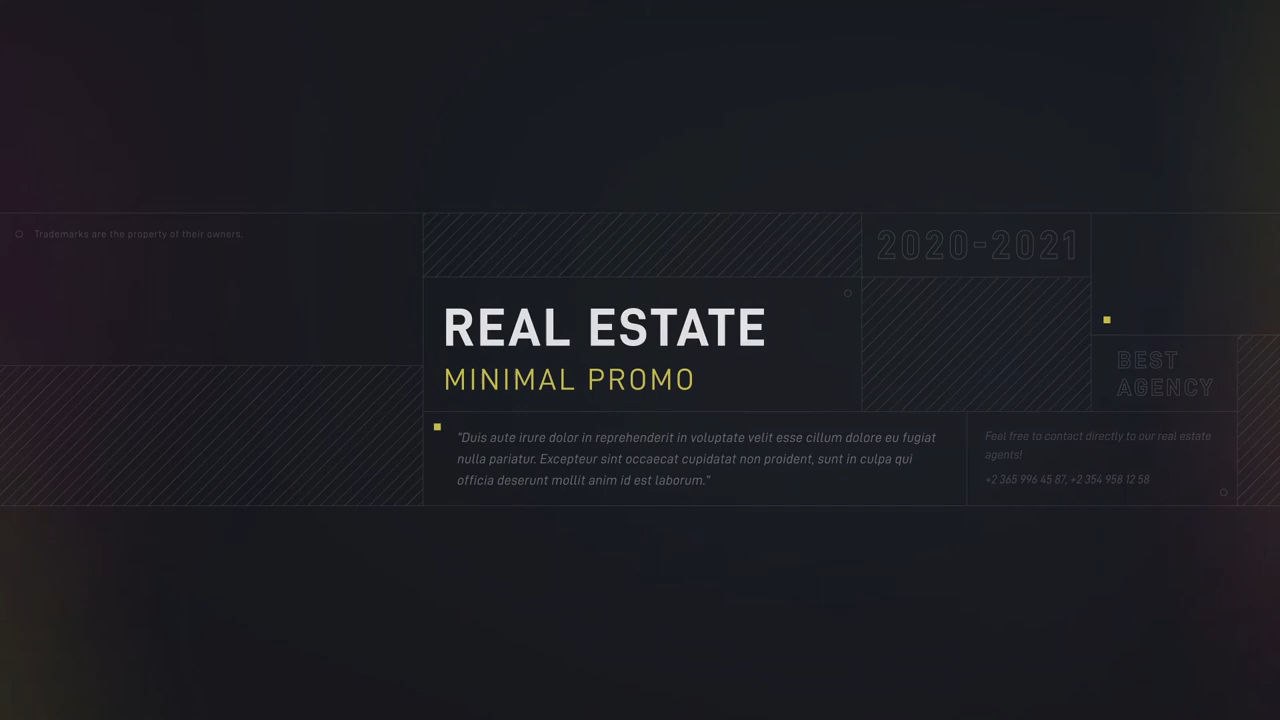 Trademarks are the property of their owners.
2020-2021
REAL ESTATE
MINIMAL PROMO
BEST
AGENCY
"Duis aute irure dolor in reprehenderit in voluptate velit esse cillum dolore eu fugiat
nulla pariatur. Excepteur sint occaecat cupidatat non proident, sunt in culpa qui
officia deserunt mollit anim id est laborum."
Feel free to contact directly to our real estate
agents!
+2 365 996 45 87, +2 354 958 12 58